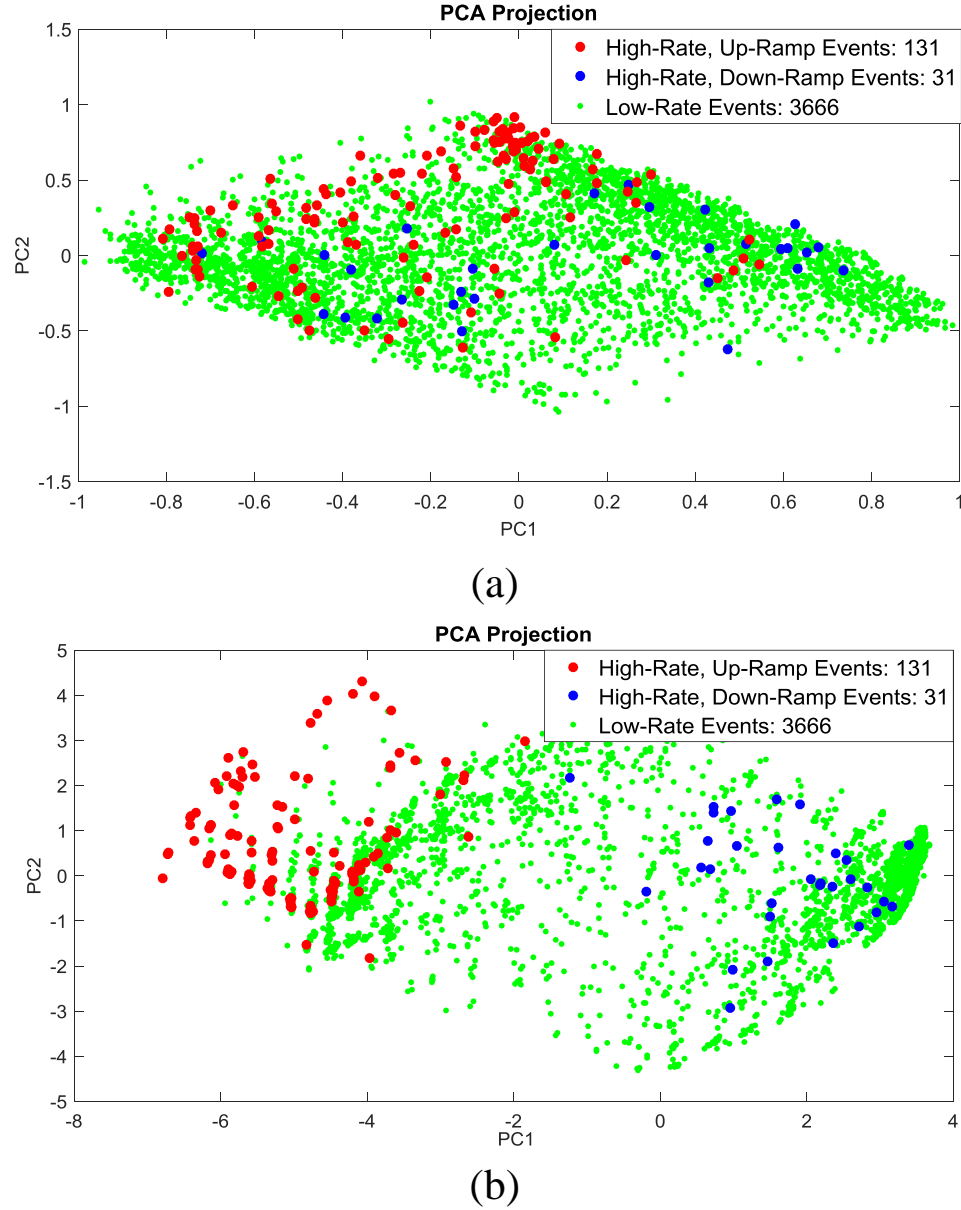 PCA Projection
1.5
1
0.5
0
-0.5
-1
-1.5
PC2
High-Rate, Up-Ramp Events: 131
High-Rate, Down-Ramp Events: 31
Low-Rate Events: 3666
-1 -0.8 -0.6 -0.4 -0.2 0 0.2 0.4 0.6 0.8 1
PC1
(a)
PCA Projection
5
4
3
2
1
0
-1
-2
-3
-4
-5
PC2
High-Rate, Up-Ramp Events: 131
High-Rate, Down-Ramp Events: 31
Low-Rate Events: 3666
-8 -6 -4 -2 0 2 4
PC1
(b)